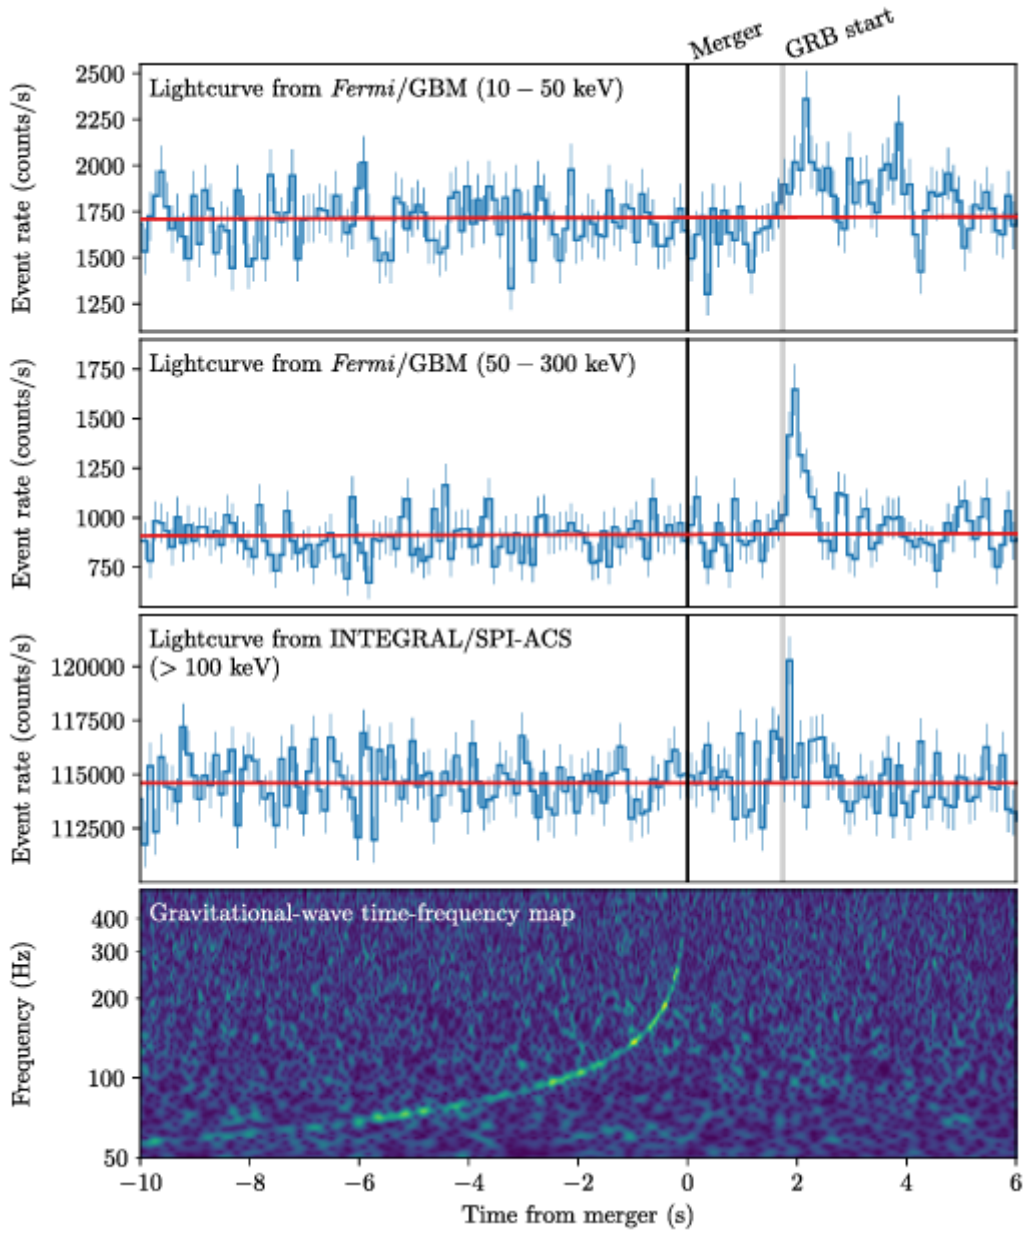 Merger
GRB start
Lightcurve from Fermi/GBM (10 − 50 keV)
Event rate (counts/s)
2500
2250
2000
1750
1500
1250
Lightcurve from Fermi/GBM (50 − 300 keV)
Event rate (counts/s)
1750
1500
1250
1000
750
Lightcurve from INTEGRAL/SPI-ACS
(> 100 keV)
Event rate (counts/s)
120000
117500
115000
112500
Gravitational-wave time-frequency map
Frequency (Hz)
400
300
200
100
50
−10 −8 −6 −4 −2 0 2 4 6
Time from merger (s)